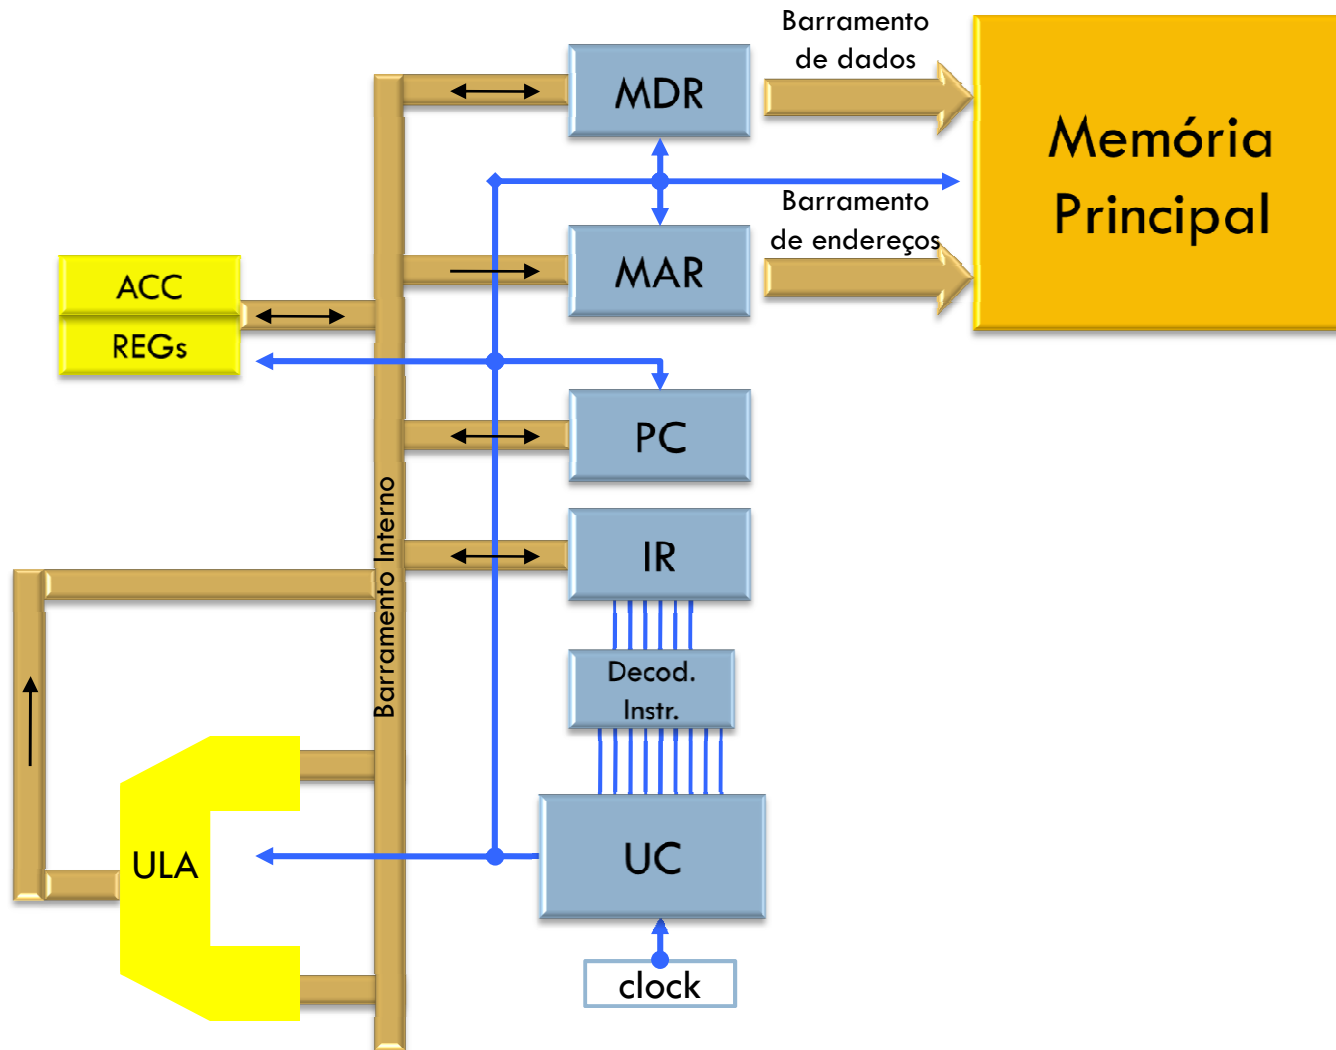 Barramento
de dados
MDR
Memória
Principal
Barramento
de endereços
MAR
ACC
REGs
PC
Barramento Interno
IR
Decod.
Instr.
ULA
UC
clock